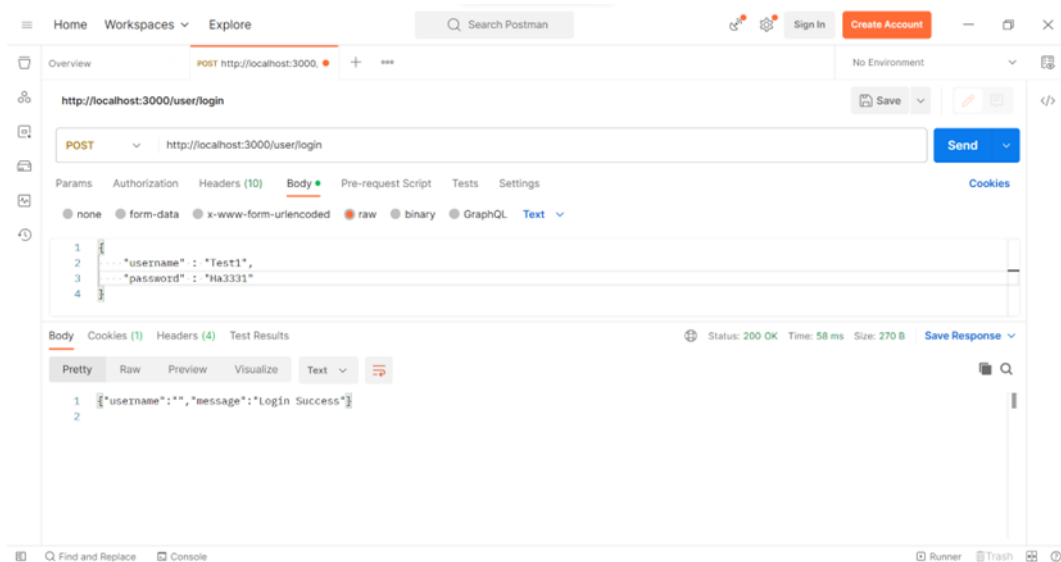 Home Workspaces Explore Search Postman Sign In Create Account
Overview POST http://localhost:3000, No Environment
http://localhost:3000/user/login Save
POST http://localhost:3000/user/login Send
Params Authorization Headers (10) Body Pre-request Script Tests Settings Cookies
none form-data x-www-form-urlencoded raw binary GraphQL Text
1 {
2 "username" : "Test1",
3 "password" : "Ha3331"
4 }
Body Cookies (1) Headers (4) Test Results Status: 200 OK Time: 58 ms Size: 270 B Save Response
Pretty Raw Preview Visualize Text
1 {"username":"","message":"Login Success"}
2
Find and Replace Console Runner Trash